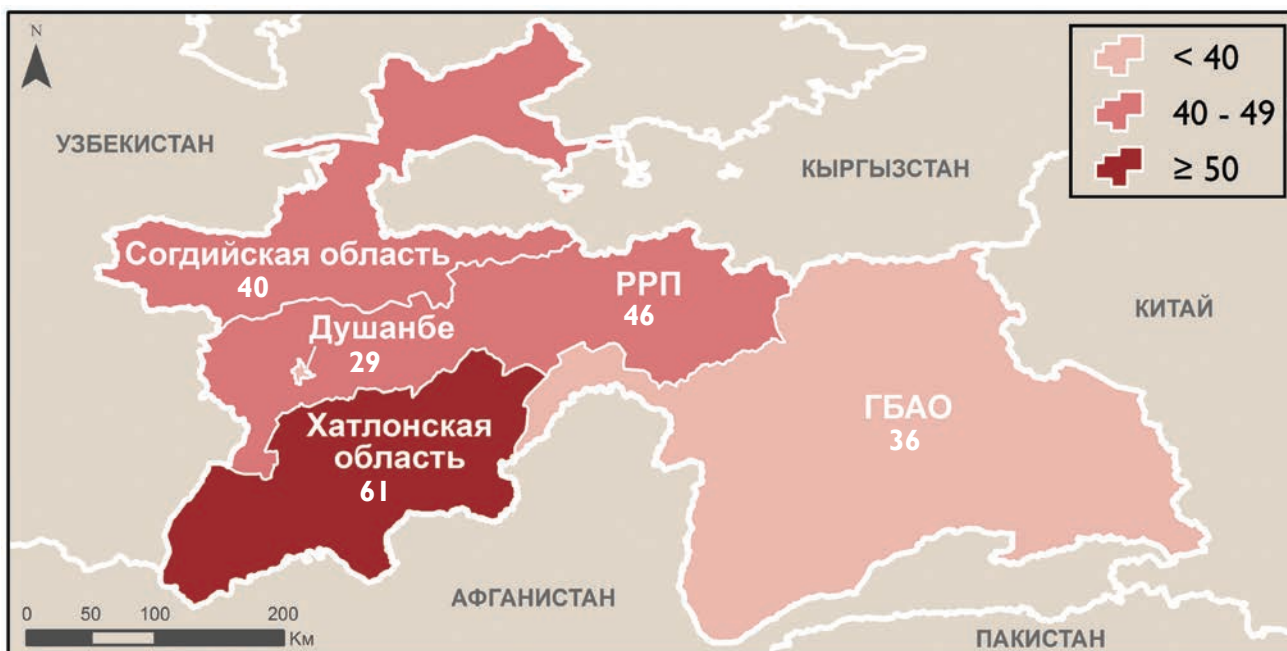 N
< 40
40 - 49
≥ 50
УЗБЕКИСТАН
КЫРГЫЗСТАН
Согдийская область
40
РРП
46
КИТАЙ
Душанбе
29
ГБАО
36
Хатлонская
область
61
АФГАНИСТАН
ПАКИСТАН
0 50 100 200
Км